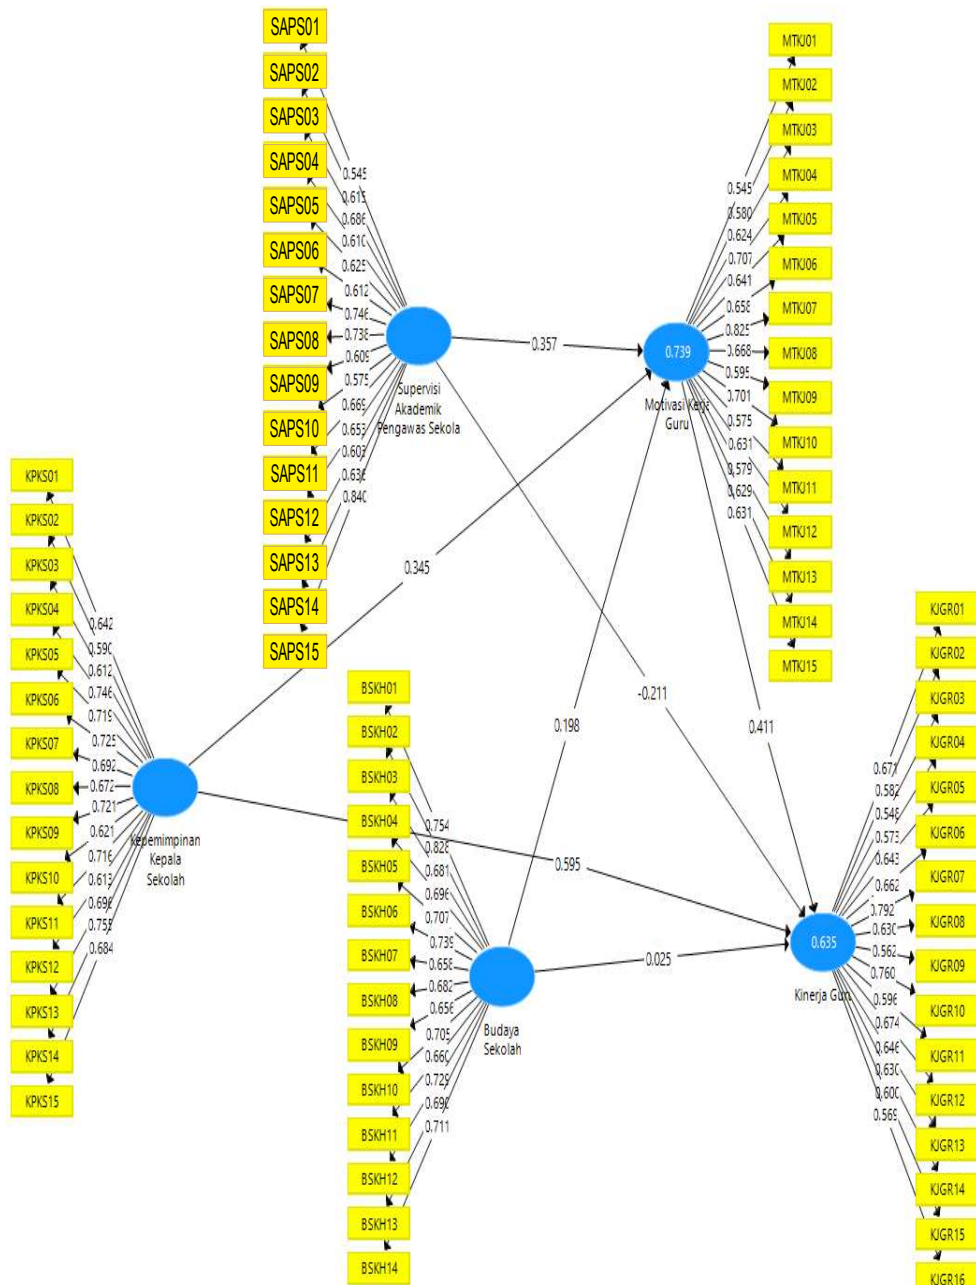 SAPS01
SAPS02
SAPS03
SAPS04
SAPS05
SAPS06
SAPS07
SAPS08
SAPS09
SAPS10
SAPS11
SAPS12
SAPS13
SAPS14
SAPS15
0.545
0.615
0.686
0.610
0.625
0.612
0.746
0.738
0.609
0.575
0.669
0.653
0.603
0.636
0.840
Supervisi
Akademik
Pengawas Sekola
0.357
MTKJ01
MTKJ02
MTKJ03
MTKJ04
MTKJ05
MTKJ06
MTKJ07
MTKJ08
MTKJ09
MTKJ10
MTKJ11
MTKJ12
MTKJ13
MTKJ14
MTKJ15
0.545
0.580
0.624
0.707
0.641
0.658
0.825
0.668
0.595
0.701
0.575
0.631
0.579
0.629
0.631
0.739
Motivasi Kerja
Guru
KPKS01
KPKS02
KPKS03
KPKS04
KPKS05
KPKS06
KPKS07
KPKS08
KPKS09
KPKS10
KPKS11
KPKS12
KPKS13
KPKS14
KPKS15
0.642
0.590
0.612
0.746
0.719
0.725
0.692
0.672
0.721
0.621
0.716
0.613
0.696
0.755
0.684
Kepemimpinan
Kepala
Sekolah
0.345
-0.211
0.198
0.411
0.595
0.025
BSKH01
BSKH02
BSKH03
BSKH04
BSKH05
BSKH06
BSKH07
BSKH08
BSKH09
BSKH10
BSKH11
BSKH12
BSKH13
BSKH14
0.754
0.828
0.681
0.696
0.707
0.739
0.658
0.682
0.656
0.705
0.660
0.729
0.690
0.711
Budaya
Sekolah
KJGR01
KJGR02
KJGR03
KJGR04
KJGR05
KJGR06
KJGR07
KJGR08
KJGR09
KJGR10
KJGR11
KJGR12
KJGR13
KJGR14
KJGR15
KJGR16
0.671
0.582
0.548
0.573
0.643
0.662
0.792
0.630
0.562
0.760
0.596
0.674
0.646
0.630
0.600
0.569
0.635
Kinerja Guru